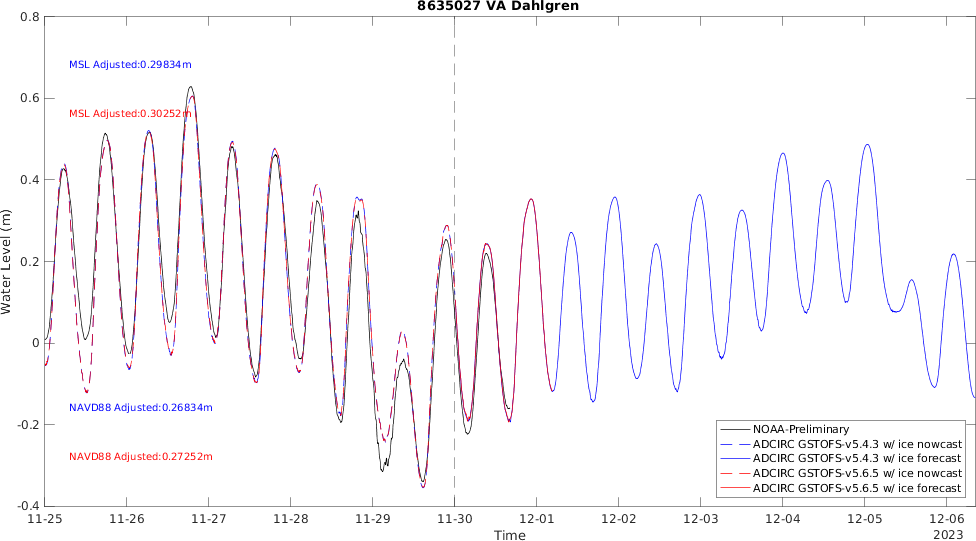 8635027 VA Dahlgren
Water Level (m)
0.8
0.6
0.4
0.2
0
-0.2
-0.4
MSL Adjusted:0.29834m
MSL Adjusted:0.30252m
NAVD88 Adjusted:0.26834m
NAVD88 Adjusted:0.27252m
NOAA-Preliminary
ADCIRC GSTOFS-v5.4.3 w/ ice nowcast
ADCIRC GSTOFS-v5.4.3 w/ ice forecast
ADCIRC GSTOFS-v5.6.5 w/ ice nowcast
ADCIRC GSTOFS-v5.6.5 w/ ice forecast
11-25 11-26 11-27 11-28 11-29 11-30 12-01 12-02 12-03 12-04 12-05 12-06
2023
Time